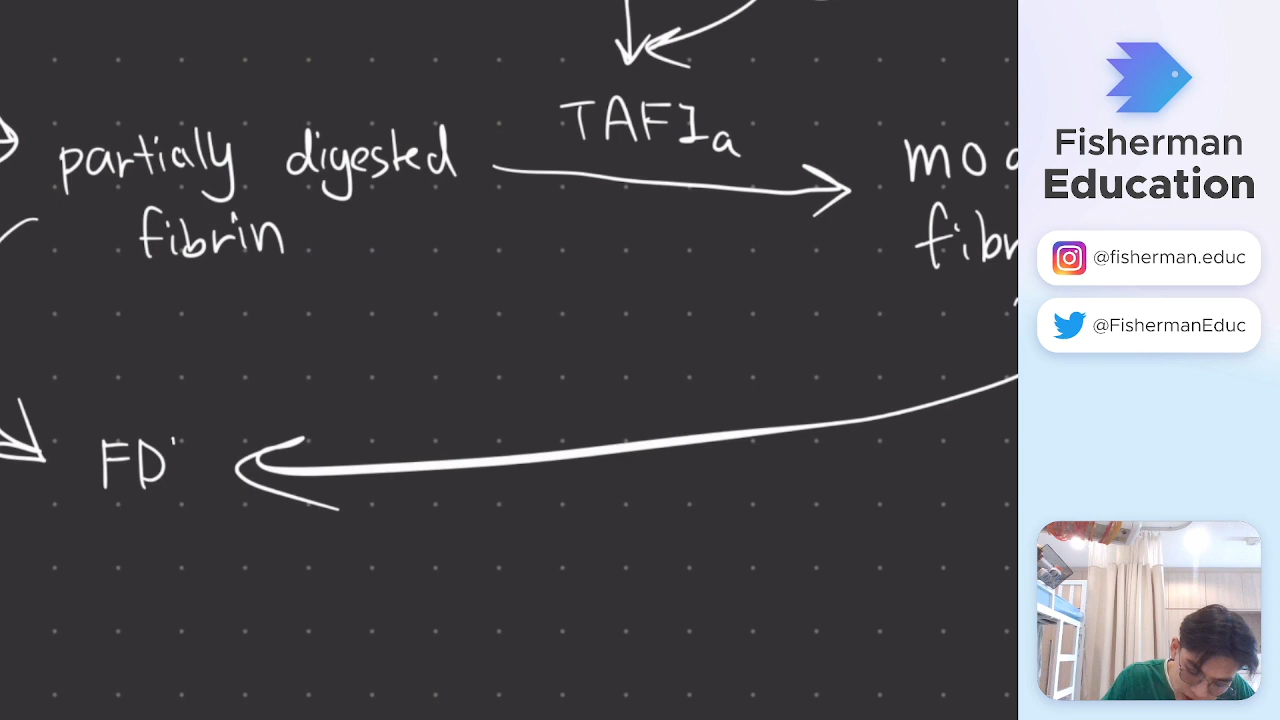 TAFIa
partially digested
fibrin
FD
Fisherman
Education
@fisherman.educ
@FishermanEduc